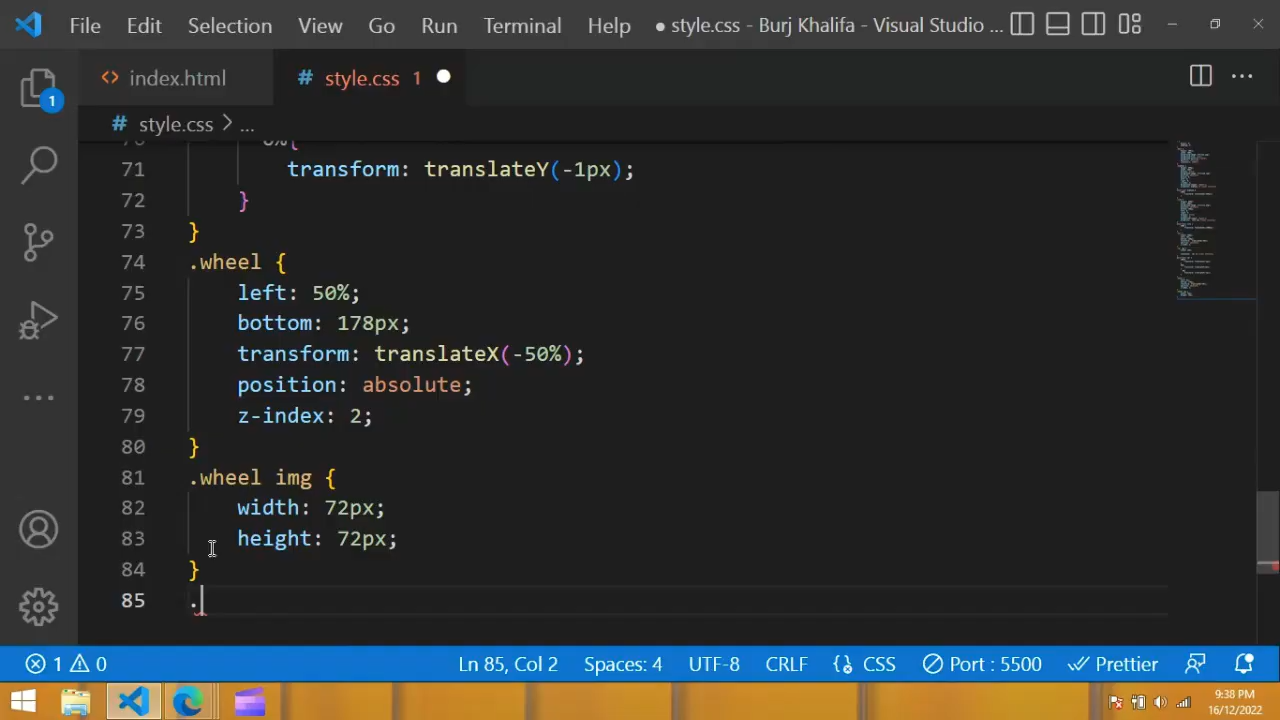 File Edit Selection View Go Run Terminal Help ● style.css - Burj Khalifa - Visual Studio ...
<> index.html # style.css 1
1 # style.css > ...
71 transform: translateY(-1px);
72 }
73 }
74 .wheel {
75 left: 50%;
76 bottom: 178px;
77 transform: translateX(-50%);
78 position: absolute;
79 z-index: 2;
80 }
81 .wheel img {
82 width: 72px;
83 height: 72px;
84 }
85 .
1 0 Ln 85, Col 2 Spaces: 4 UTF-8 CRLF {} CSS Port : 5500 Prettier
9:38 PM
16/12/2022